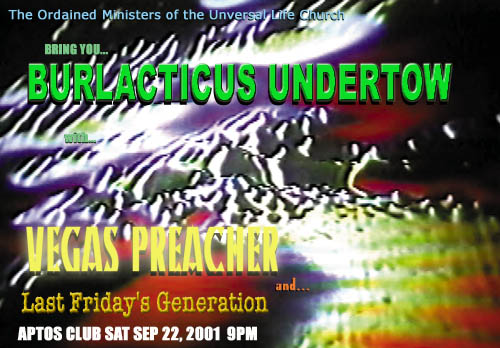 The Ordained Ministers of the Unversal Life Church
BRING YOU...
BURLACTICUS UNDERTOW
with...
VEGAS PREACHER
and...
Last Friday's Generation
APTOS CLUB SAT SEP 22, 2001 9PM